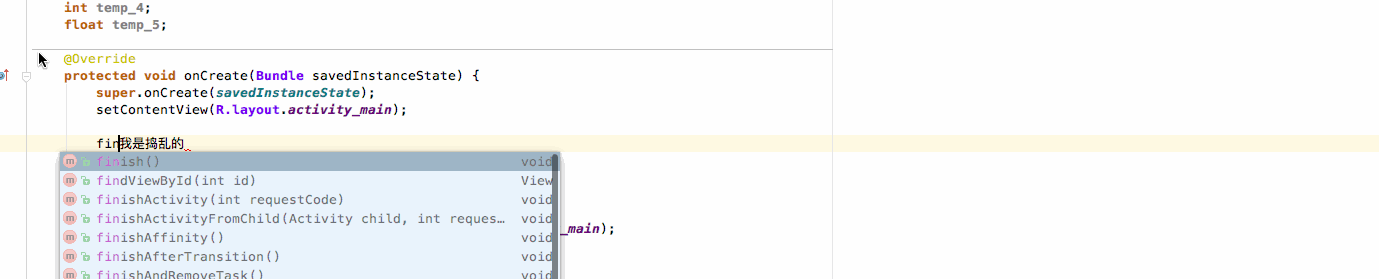 int temp_4;
float temp_5;
@Override
protected void onCreate(Bundle savedInstanceState) {
super.onCreate(savedInstanceState);
setContentView(R.layout.activity_main);
fin我是捣乱的
m finish() void
m findViewById(int id) View
m finishActivity(int requestCode) void
m finishActivityFromChild(Activity child, int reques… void
_main);
m finishAffinity() void
m finishAfterTransition() void
m finishAndRemoveTask() void